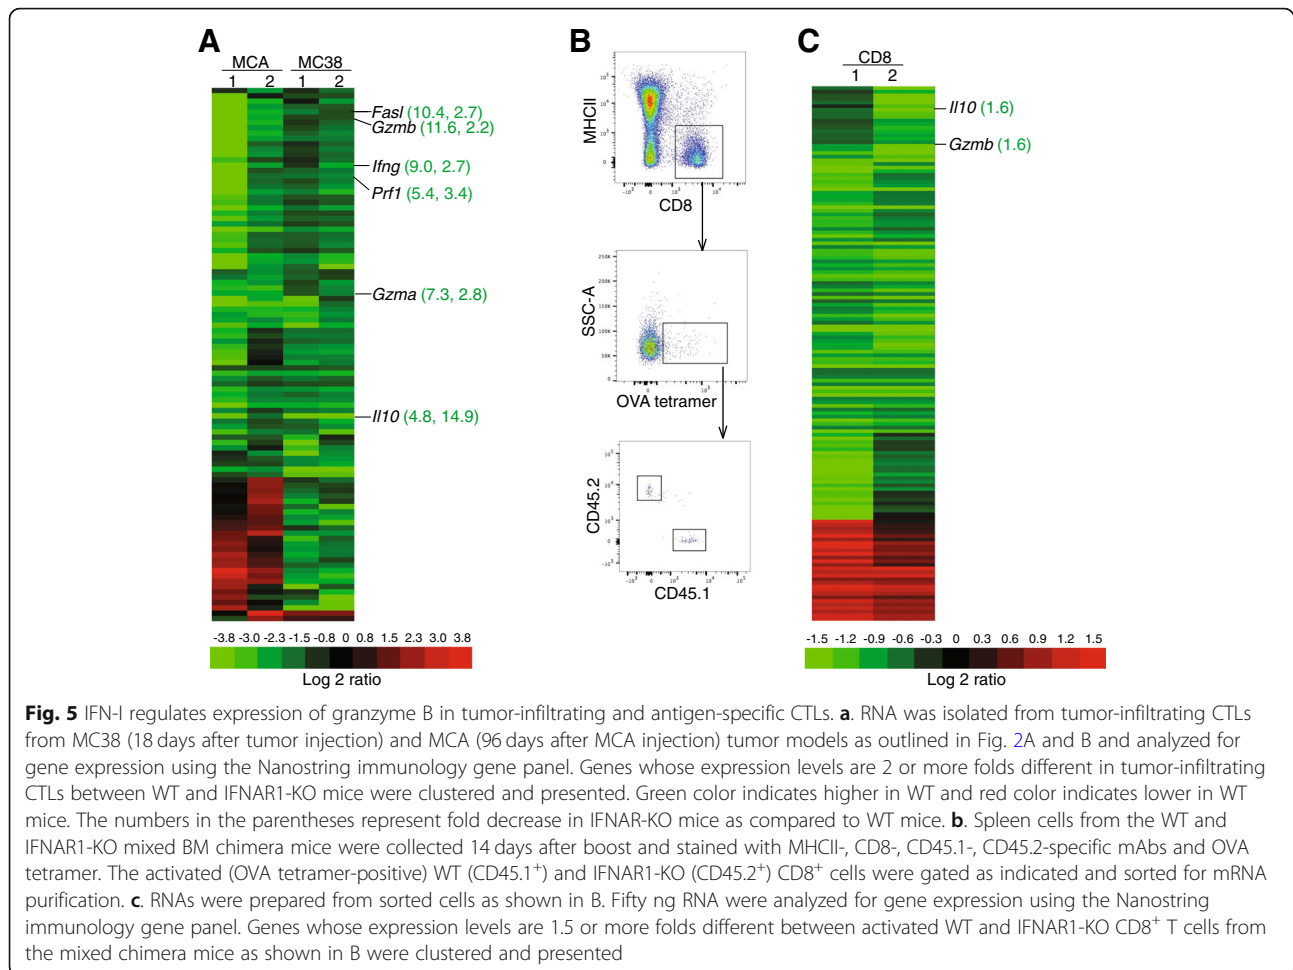 A
MCA MC38
1 2 1 2
Fasl (10.4, 2.7)
Gzmb (11.6, 2.2)
Ifng (9.0, 2.7)
Prf1 (5.4, 3.4)
Gzma (7.3, 2.8)
Il10 (4.8, 14.9)
-3.8 -3.0 -2.3 -1.5 -0.8 0 0.8 1.5 2.3 3.0 3.8
Log 2 ratio
B
MHCII
CD8
SSC-A
250K
200K
150K
100K
50K
0
OVA tetramer
CD45.2
CD45.1
C
CD8
1 2
Il10 (1.6)
Gzmb (1.6)
-1.5 -1.2 -0.9 -0.6 -0.3 0 0.3 0.6 0.9 1.2 1.5
Log 2 ratio
Fig. 5 IFN-I regulates expression of granzyme B in tumor-infiltrating and antigen-specific CTLs. a. RNA was isolated from tumor-infiltrating CTLs
from MC38 (18 days after tumor injection) and MCA (96 days after MCA injection) tumor models as outlined in Fig. 2A and B and analyzed for
gene expression using the Nanostring immunology gene panel. Genes whose expression levels are 2 or more folds different in tumor-infiltrating
CTLs between WT and IFNAR1-KO mice were clustered and presented. Green color indicates higher in WT and red color indicates lower in WT
mice. The numbers in the parentheses represent fold decrease in IFNAR-KO mice as compared to WT mice. b. Spleen cells from the WT and
IFNAR1-KO mixed BM chimera mice were collected 14 days after boost and stained with MHCII-, CD8-, CD45.1-, CD45.2-specific mAbs and OVA
tetramer. The activated (OVA tetramer-positive) WT (CD45.1⁺) and IFNAR1-KO (CD45.2⁺) CD8⁺ cells were gated as indicated and sorted for mRNA
purification. c. RNAs were prepared from sorted cells as shown in B. Fifty ng RNA were analyzed for gene expression using the Nanostring
immunology gene panel. Genes whose expression levels are 1.5 or more folds different between activated WT and IFNAR1-KO CD8⁺ T cells from
the mixed chimera mice as shown in B were clustered and presented